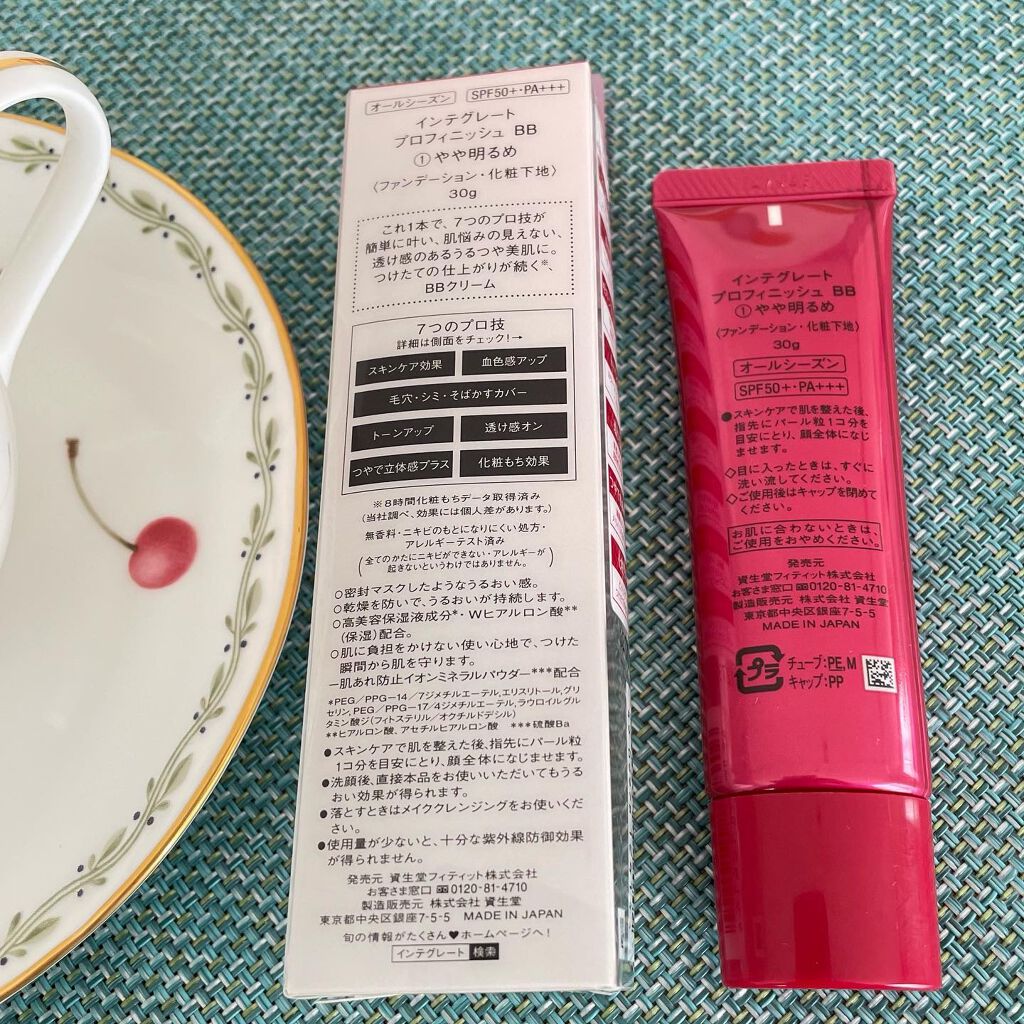 オールシーズン SPF50+・PA+++
インテグレート
プロフィニッシュ BB
①やや明るめ
〈ファンデーション・化粧下地〉
30g
これ1本で、7つのプロ技が
簡単に叶い、肌悩みの見えない、
透け感のあるうるつや美肌に。
つけたての仕上がりが続く※、
BBクリーム
7つのプロ技
詳細は側面をチェック!→
スキンケア効果 血色感アップ
毛穴・シミ・そばかすカバー
トーンアップ 透け感オン
つやで立体感プラス 化粧もち効果
※8時間化粧もちデータ取得済み
(当社調べ、効果には個人差があります。)
無香料・ニキビのもとになりにくい処方・
アレルギーテスト済み
(全てのかたにニキビができない・アレルギーが
起きないというわけではありません。)
○密封マスクしたようなうるおい感。
○乾燥を防いで、うるおいが持続します。
○高美容保湿液成分*・Wヒアルロン酸**
(保湿)配合。
○肌に負担をかけない使い心地で、つけた
瞬間から肌を守ります。
ー肌あれ防止イオンミネラルパウダー***配合
*PEG/PPG-14/7ジメチルエーテル,エリスリトール,グリ
セリン,PEG/PPG-17/4ジメチルエーテル,ラウロイルグル
タミン酸ジ(フィトステリル/オクチルドデシル)
**ヒアルロン酸、アセチルヒアルロン酸 ***硫酸Ba
●スキンケアで肌を整えた後、指先にパール粒
1コ分を目安にとり、顔全体になじませます。
●洗顔後、直接本品をお使いいただいてもうる
おい効果が得られます。
●落とすときはメイククレンジングをお使いくだ
さい。
●使用量が少ないと、十分な紫外線防御効果
が得られません。
発売元 資生堂フィティット株式会社
お客さま窓口 0120-81-4710
製造販売元 株式会社 資生堂
東京都中央区銀座7-5-5 MADE IN JAPAN
旬の情報がたくさん♥ホームページへ!
インテグレート 検索
インテグレート
プロフィニッシュ BB
①やや明るめ
〈ファンデーション・化粧下地〉
30g
オールシーズン
SPF50+・PA+++
●スキンケアで肌を整えた後、
指先にパール粒1コ分を
目安にとり、顔全体になじ
ませます。
◇目に入ったときは、すぐに
洗い流してください。
◇ご使用後はキャップを閉めて
ください。
お肌に合わないときは、
ご使用をおやめください。
発売元
資生堂フィティット株式会社
お客さま窓口 0120-81-4710
製造販売元 株式会社 資生堂
東京都中央区銀座7-5-5
MADE IN JAPAN
プラ チューブ:PE,M
キャップ:PP